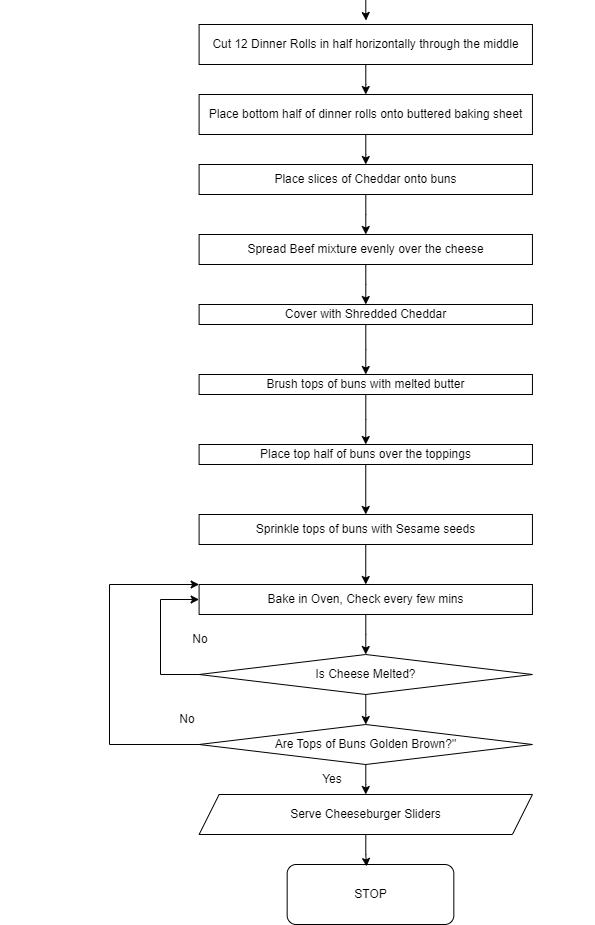 Cut 12 Dinner Rolls in half horizontally through the middle
Place bottom half of dinner rolls onto buttered baking sheet
Place slices of Cheddar onto buns
Spread Beef mixture evenly over the cheese
Cover with Shredded Cheddar
Brush tops of buns with melted butter
Place top half of buns over the toppings
Sprinkle tops of buns with Sesame seeds
Bake in Oven, Check every few mins
No
Is Cheese Melted?
No
Are Tops of Buns Golden Brown?"
Yes
Serve Cheeseburger Sliders
STOP